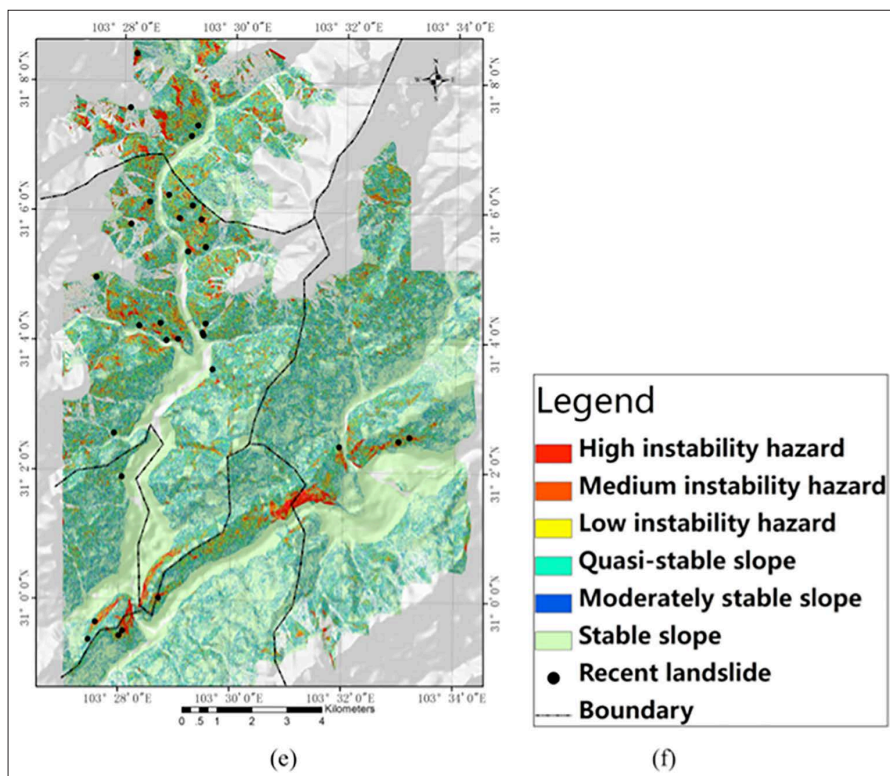 103° 28′0″E 103° 30′0″E 103° 32′0″E 103° 34′0″E
31° 8′0″N 31° 8′0″N
N
W E
S
31° 6′0″N 31° 6′0″N
31° 4′0″N 31° 4′0″N
31° 2′0″N 31° 2′0″N
31° 0′0″N 31° 0′0″N
103° 28′0″E 103° 30′0″E 103° 32′0″E 103° 34′0″E
Kilometers
0 .5 1 2 3 4
(e)
Legend
High instability hazard
Medium instability hazard
Low instability hazard
Quasi-stable slope
Moderately stable slope
Stable slope
Recent landslide
Boundary
(f)